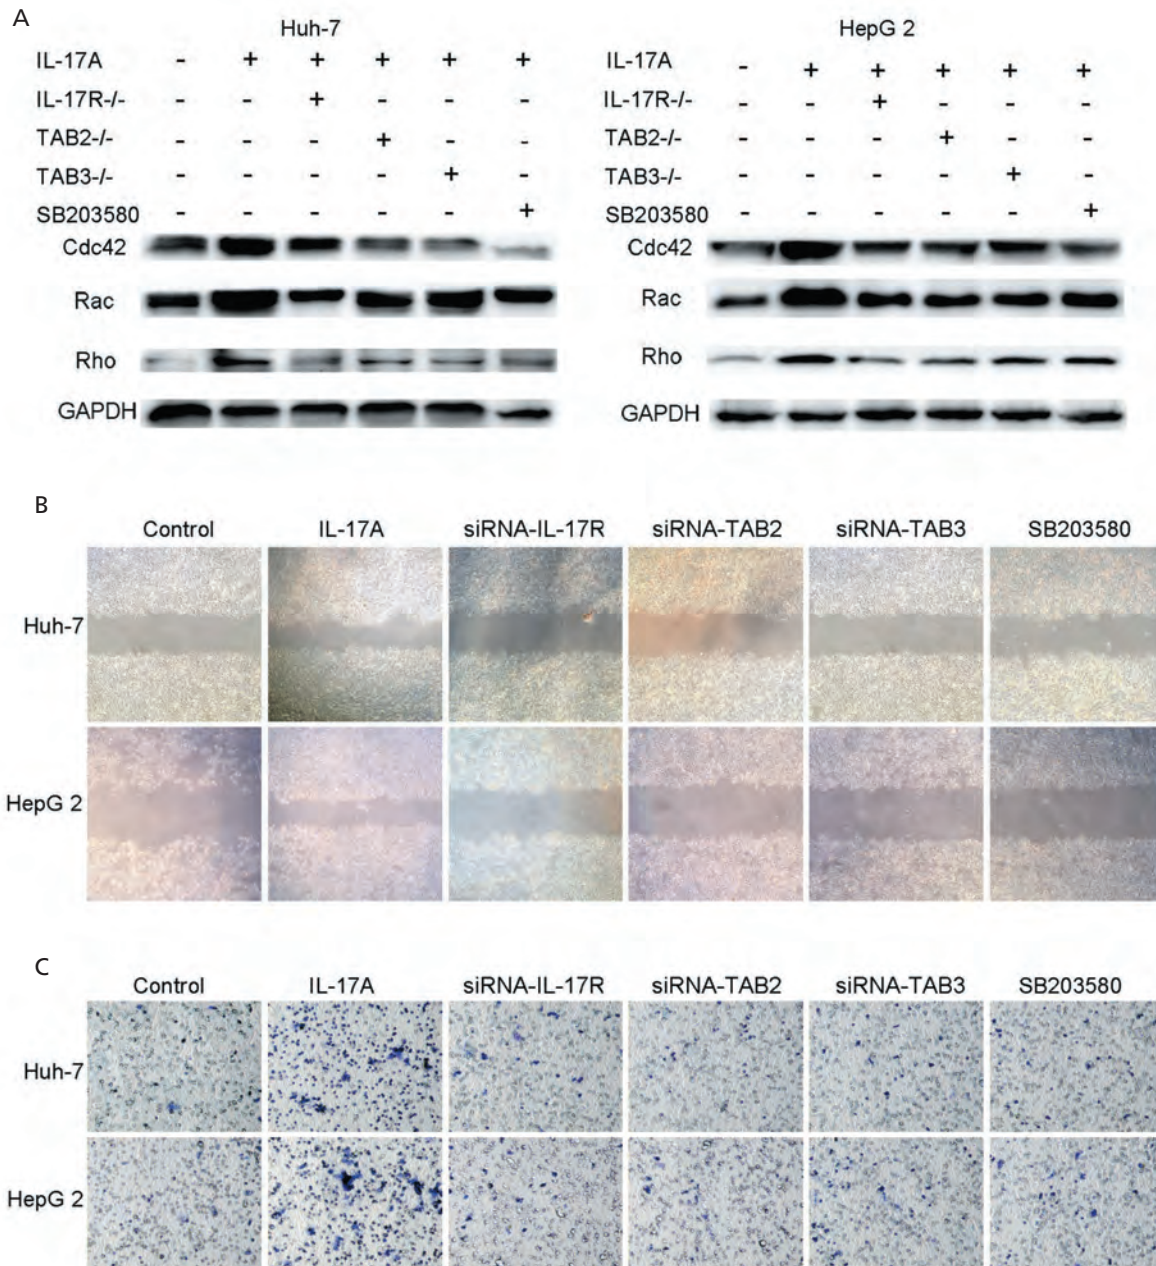 A
Huh-7
IL-17A - + + + + +
IL-17R-/- - - + - - -
TAB2-/- - - - + - -
TAB3-/- - - - - + -
SB203580 - - - - - +
Cdc42
Rac
Rho
GAPDH
HepG 2
IL-17A - + + + + +
IL-17R-/- - - + - - -
TAB2-/- - - - + - -
TAB3-/- - - - - + -
SB203580 - - - - - +
Cdc42
Rac
Rho
GAPDH
B
Control IL-17A siRNA-IL-17R siRNA-TAB2 siRNA-TAB3 SB203580
Huh-7
HepG 2
C
Control IL-17A siRNA-IL-17R siRNA-TAB2 siRNA-TAB3 SB203580
Huh-7
HepG 2